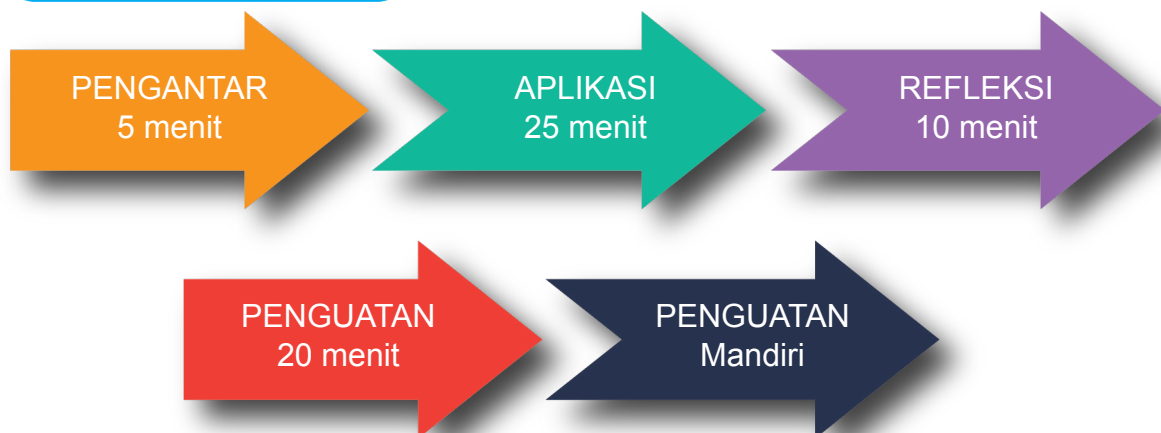 PENGANTAR
5 menit
APLIKASI
25 menit
REFLEKSI
10 menit
PENGUATAN
20 menit
PENGUATAN
Mandiri